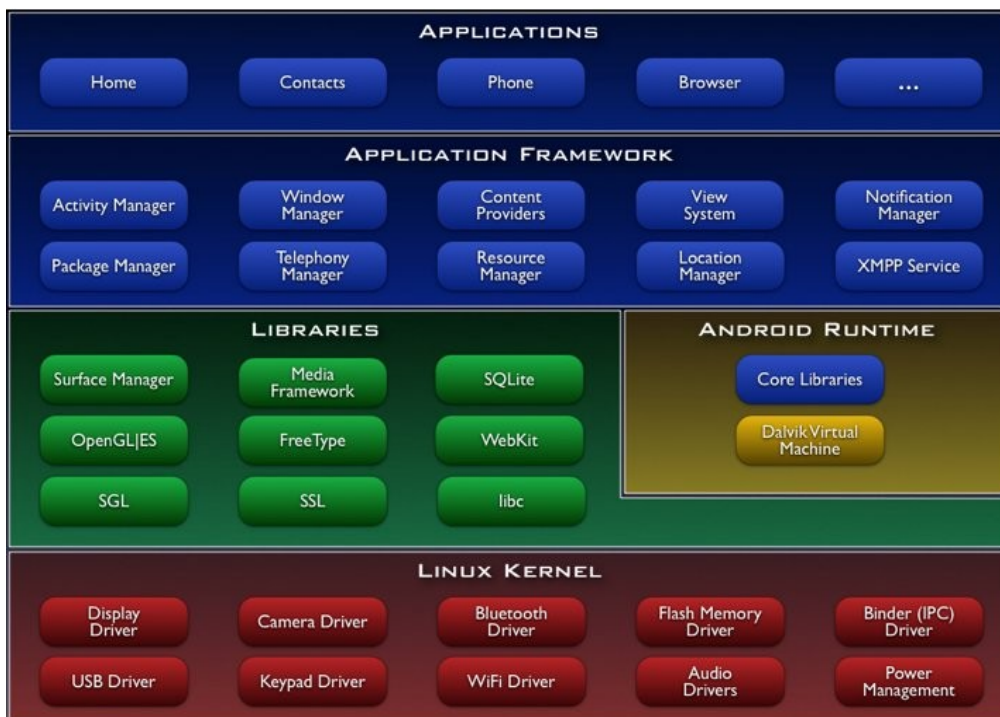 APPLICATIONS
Home
Contacts
Phone
Browser
...
APPLICATION FRAMEWORK
Activity Manager
Window
Manager
Content
Providers
View
System
Notification
Manager
Package Manager
Telephony
Manager
Resource
Manager
Location
Manager
XMPP Service
LIBRARIES
Surface Manager
Media
Framework
SQLite
OpenGL|ES
FreeType
WebKit
SGL
SSL
libc
ANDROID RUNTIME
Core Libraries
Dalvik Virtual
Machine
LINUX KERNEL
Display
Driver
Camera Driver
Bluetooth
Driver
Flash Memory
Driver
Binder (IPC)
Driver
USB Driver
Keypad Driver
WiFi Driver
Audio
Drivers
Power
Management